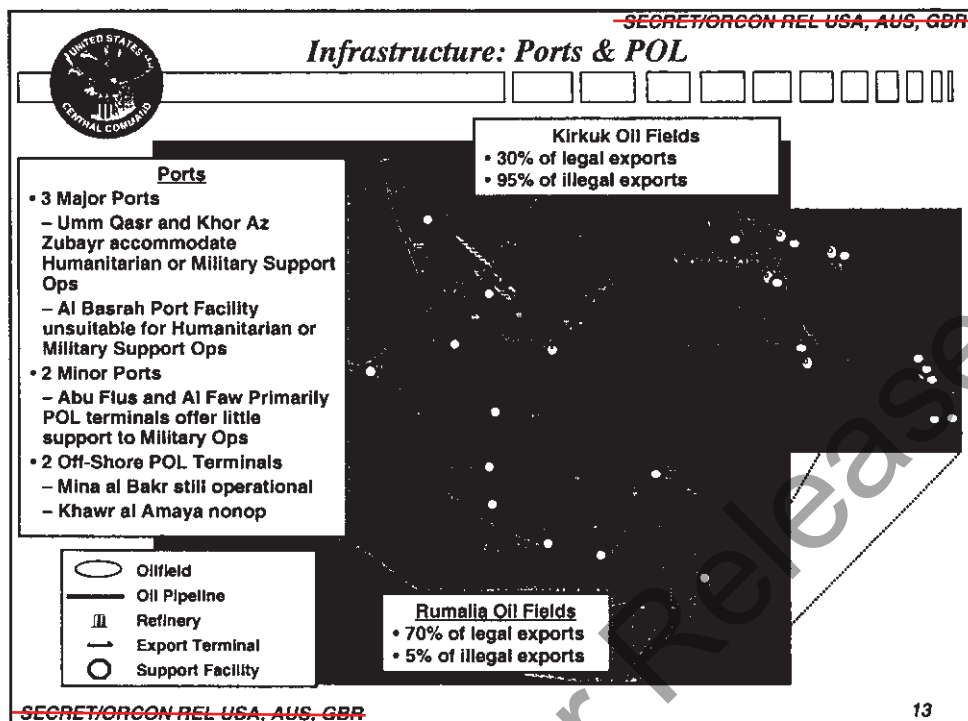 SECRET/ORCON REL USA, AUS, GBR
Infrastructure: Ports & POL
UNITED STATES
CENTRAL COMMAND
Kirkuk Oil Fields
• 30% of legal exports
• 95% of illegal exports
Ports
• 3 Major Ports
– Umm Qasr and Khor Az
Zubayr accommodate
Humanitarian or Military Support
Ops
– Al Basrah Port Facility
unsuitable for Humanitarian or
Military Support Ops
• 2 Minor Ports
– Abu Flus and Al Faw Primarily
POL terminals offer little
support to Military Ops
• 2 Off-Shore POL Terminals
– Mina al Bakr still operational
– Khawr al Amaya nonop
Oilfield
Oil Pipeline
Refinery
Export Terminal
Support Facility
Rumalia Oil Fields
• 70% of legal exports
• 5% of illegal exports
r Release
SECRET/ORCON REL USA, AUS, GBR
13